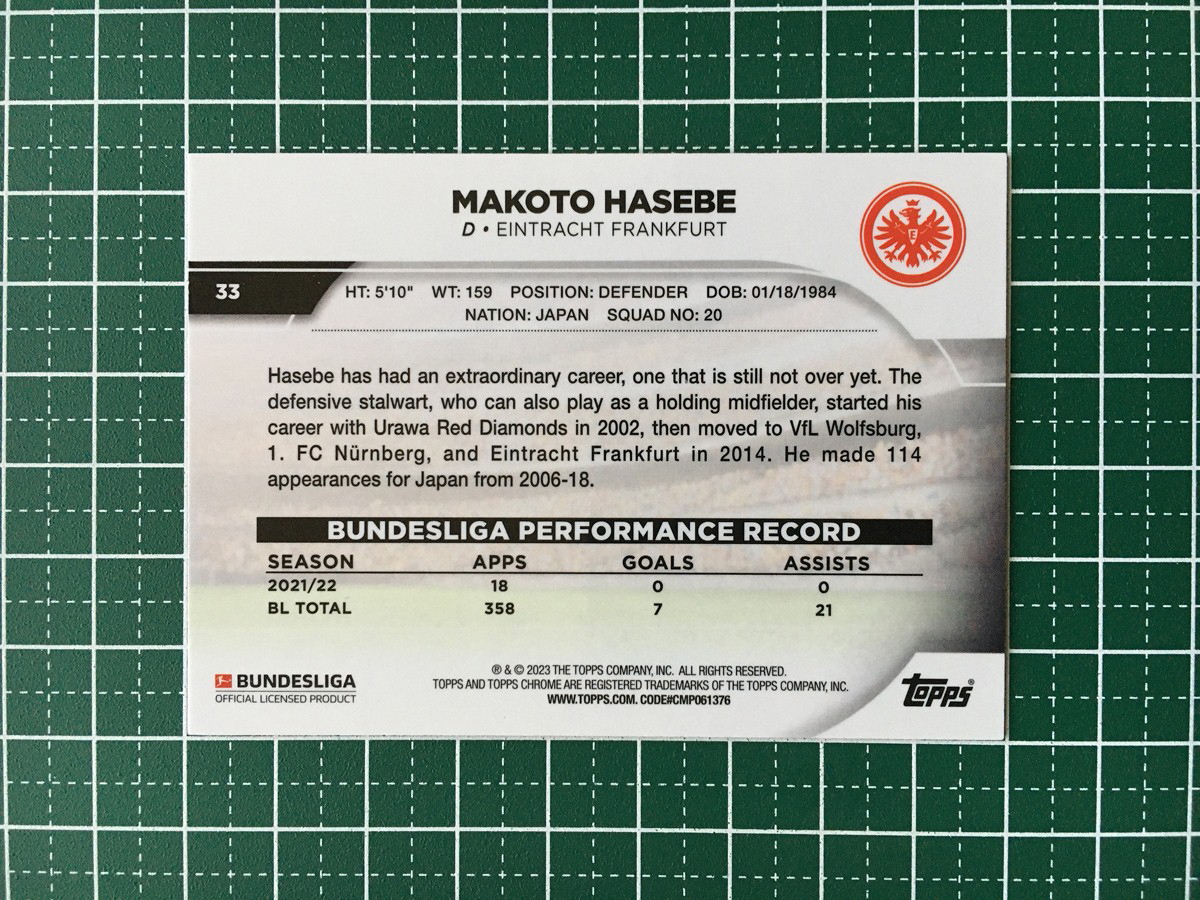 MAKOTO HASEBE
D • EINTRACHT FRANKFURT
E
33
HT: 5'10" WT: 159 POSITION: DEFENDER DOB: 01/18/1984
NATION: JAPAN SQUAD NO: 20
Hasebe has had an extraordinary career, one that is still not over yet. The
defensive stalwart, who can also play as a holding midfielder, started his
career with Urawa Red Diamonds in 2002, then moved to VfL Wolfsburg,
1. FC Nürnberg, and Eintracht Frankfurt in 2014. He made 114
appearances for Japan from 2006-18.
BUNDESLIGA PERFORMANCE RECORD
SEASON APPS GOALS ASSISTS
2021/22 18 0 0
BL TOTAL 358 7 21
BUNDESLIGA
OFFICIAL LICENSED PRODUCT
® & © 2023 THE TOPPS COMPANY, INC. ALL RIGHTS RESERVED.
TOPPS AND TOPPS CHROME ARE REGISTERED TRADEMARKS OF THE TOPPS COMPANY, INC.
WWW.TOPPS.COM. CODE#CMP061376
topps®